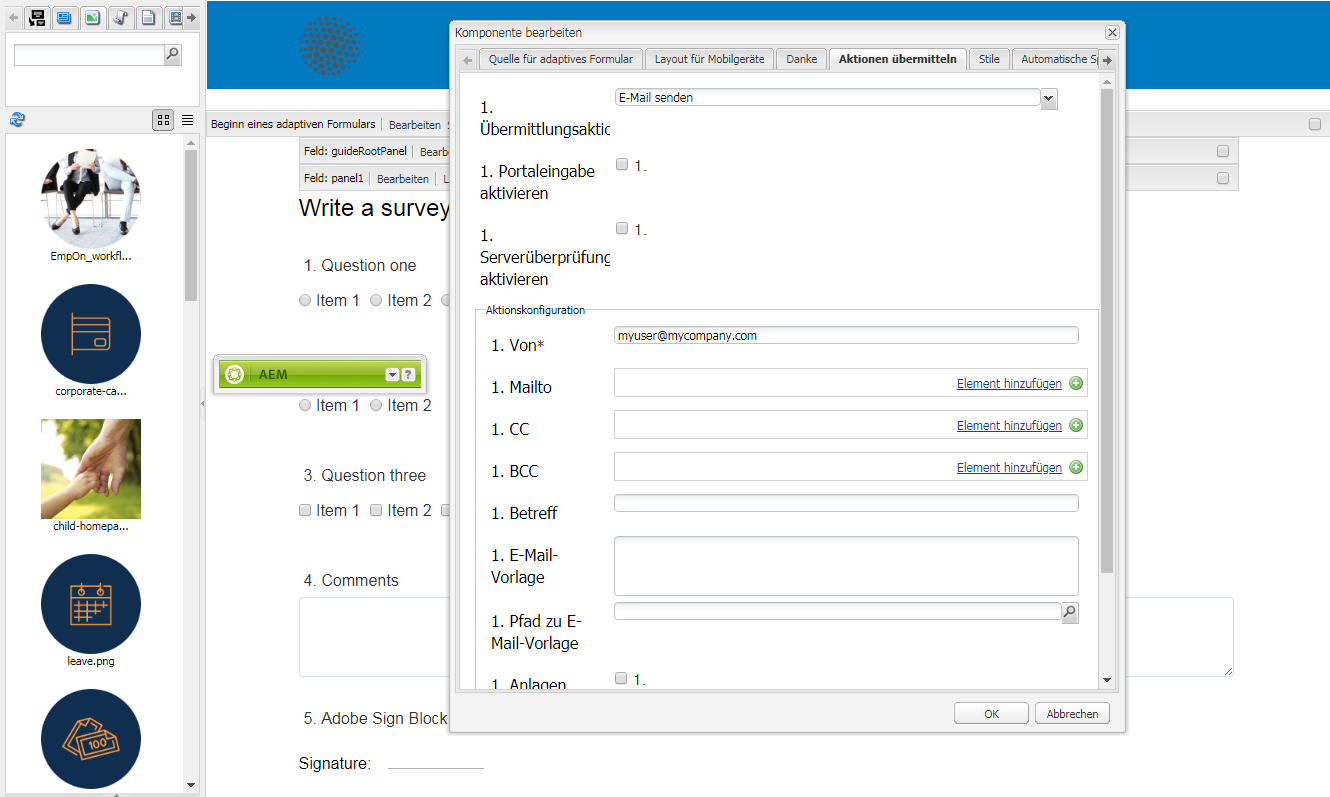 Komponente bearbeiten
Quelle für adaptives Formular
Layout für Mobilgeräte
Danke
Aktionen übermitteln
Stile
Automatische
Beginn eines adaptiven Formulars
Bearbeiten
Feld: guideRootPanel
Feld: panel1
Bearbeiten
Write a survey
1. Question one
Item 1
Item 2
AEM
?
Item 1
Item 2
3. Question three
Item 1
Item 2
4. Comments
5. Adobe Sign Block
Signature:
EmpOn_workfl...
corporate-ca...
child-homepa...
leave.png
100
1.
Übermittlungsaktio
E-Mail senden
1. Portaleingabe
aktivieren
1.
1.
Serverüberprüfung
aktivieren
1.
Aktionskonfiguration
1. Von*
myuser@mycompany.com
1. Mailto
Element hinzufügen
1. CC
Element hinzufügen
1. BCC
Element hinzufügen
1. Betreff
1. E-Mail-
Vorlage
1. Pfad zu E-
Mail-Vorlage
1. Anlagen
1.
OK
Abbrechen